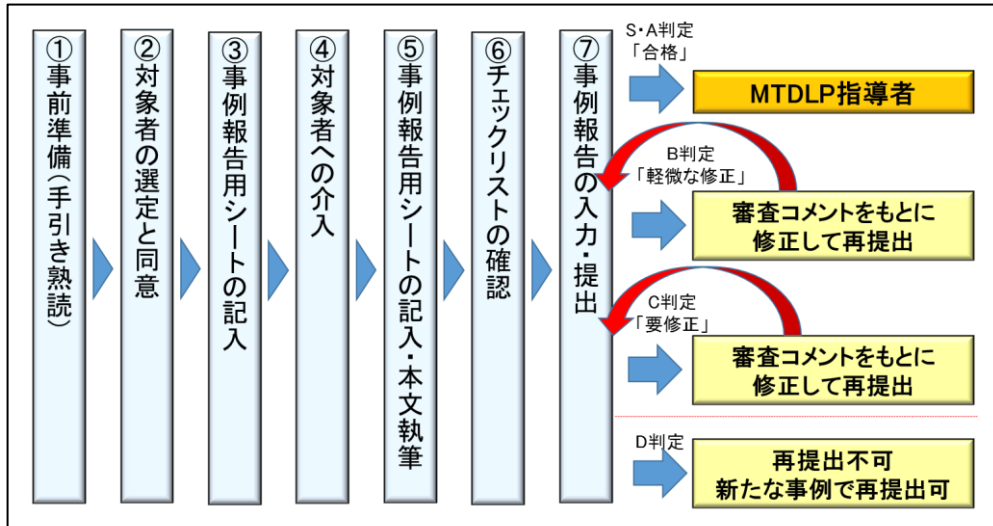 ①事前準備(手引き熟読)
②対象者の選定と同意
③事例報告用シートの記入
④対象者への介入
⑤事例報告用シートの記入・本文執筆
⑥チェックリストの確認
⑦事例報告の入力・提出
S・A判定
「合格」
MTDLP指導者
B判定
「軽微な修正」
審査コメントをもとに
修正して再提出
C判定
「要修正」
審査コメントをもとに
修正して再提出
D判定
再提出不可
新たな事例で再提出可